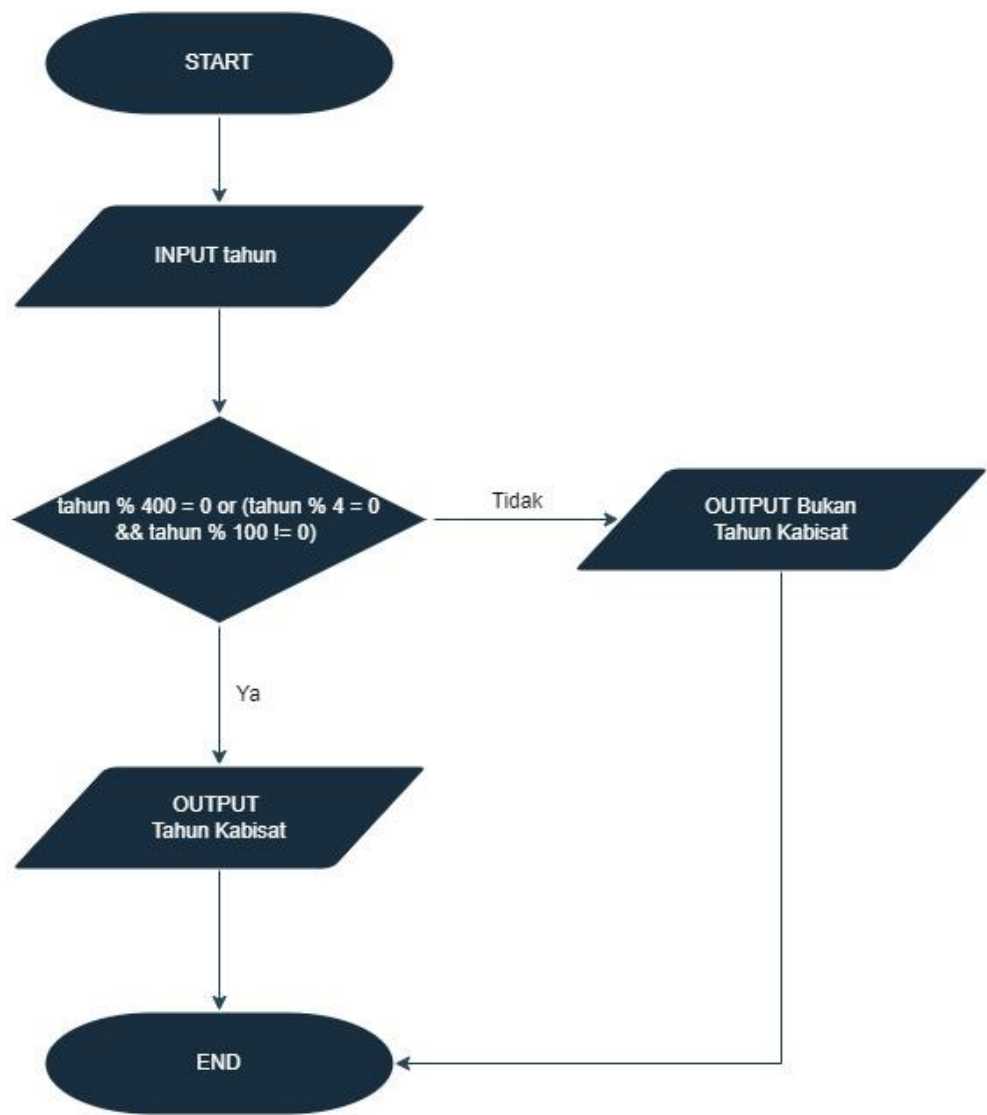 START
INPUT tahun
tahun % 400 = 0 or (tahun % 4 = 0
&& tahun % 100 != 0)
Tidak
OUTPUT Bukan
Tahun Kabisat
Ya
OUTPUT
Tahun Kabisat
END